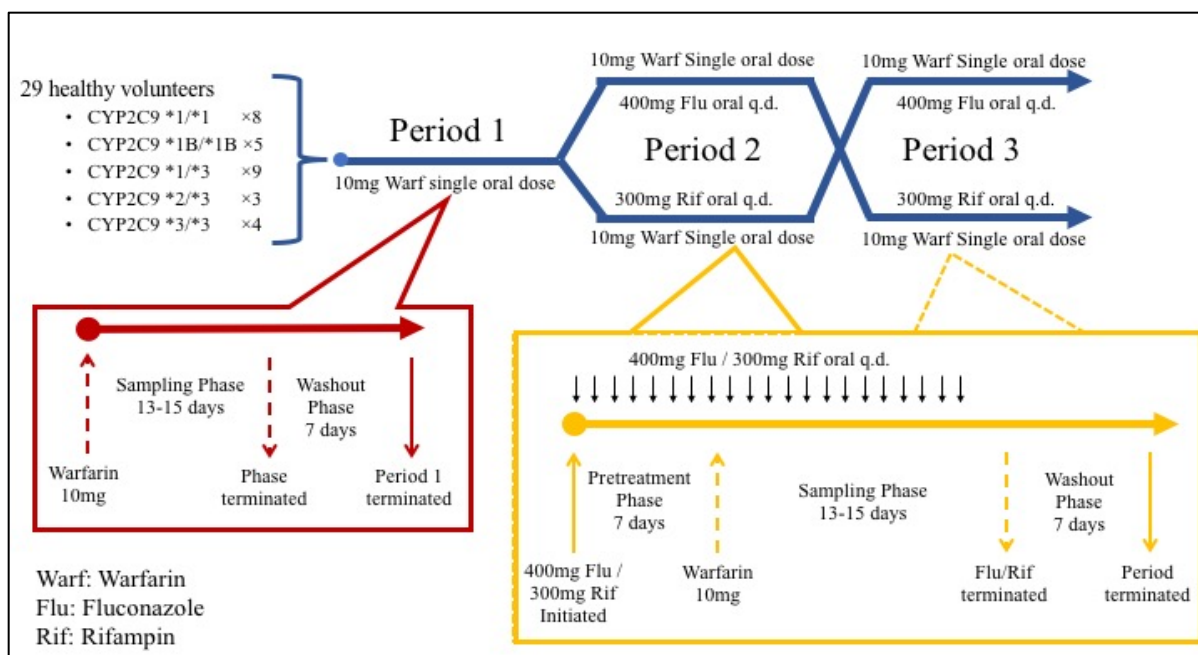 29 healthy volunteers
• CYP2C9 *1/*1 ×8
• CYP2C9 *1B/*1B ×5
• CYP2C9 *1/*3 ×9
• CYP2C9 *2/*3 ×3
• CYP2C9 *3/*3 ×4
Period 1
10mg Warf single oral dose
10mg Warf Single oral dose
400mg Flu oral q.d.
Period 2
300mg Rif oral q.d.
10mg Warf Single oral dose
10mg Warf Single oral dose
400mg Flu oral q.d.
Period 3
300mg Rif oral q.d.
10mg Warf Single oral dose
Sampling Phase
13-15 days
Washout
Phase
7 days
Warfarin
10mg
Phase
terminated
Period 1
terminated
400mg Flu / 300mg Rif oral q.d.
Pretreatment
Phase
7 days
Sampling Phase
13-15 days
Washout
Phase
7 days
400mg Flu /
300mg Rif
Initiated
Warfarin
10mg
Flu/Rif
terminated
Period
terminated
Warf: Warfarin
Flu: Fluconazole
Rif: Rifampin